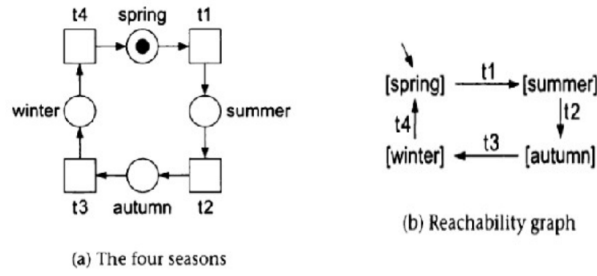 t4 spring t1
winter summer
t3 autumn t2
(a) The four seasons
[spring] t1 [summer]
t4 t2
[winter] t3 [autumn]
(b) Reachability graph